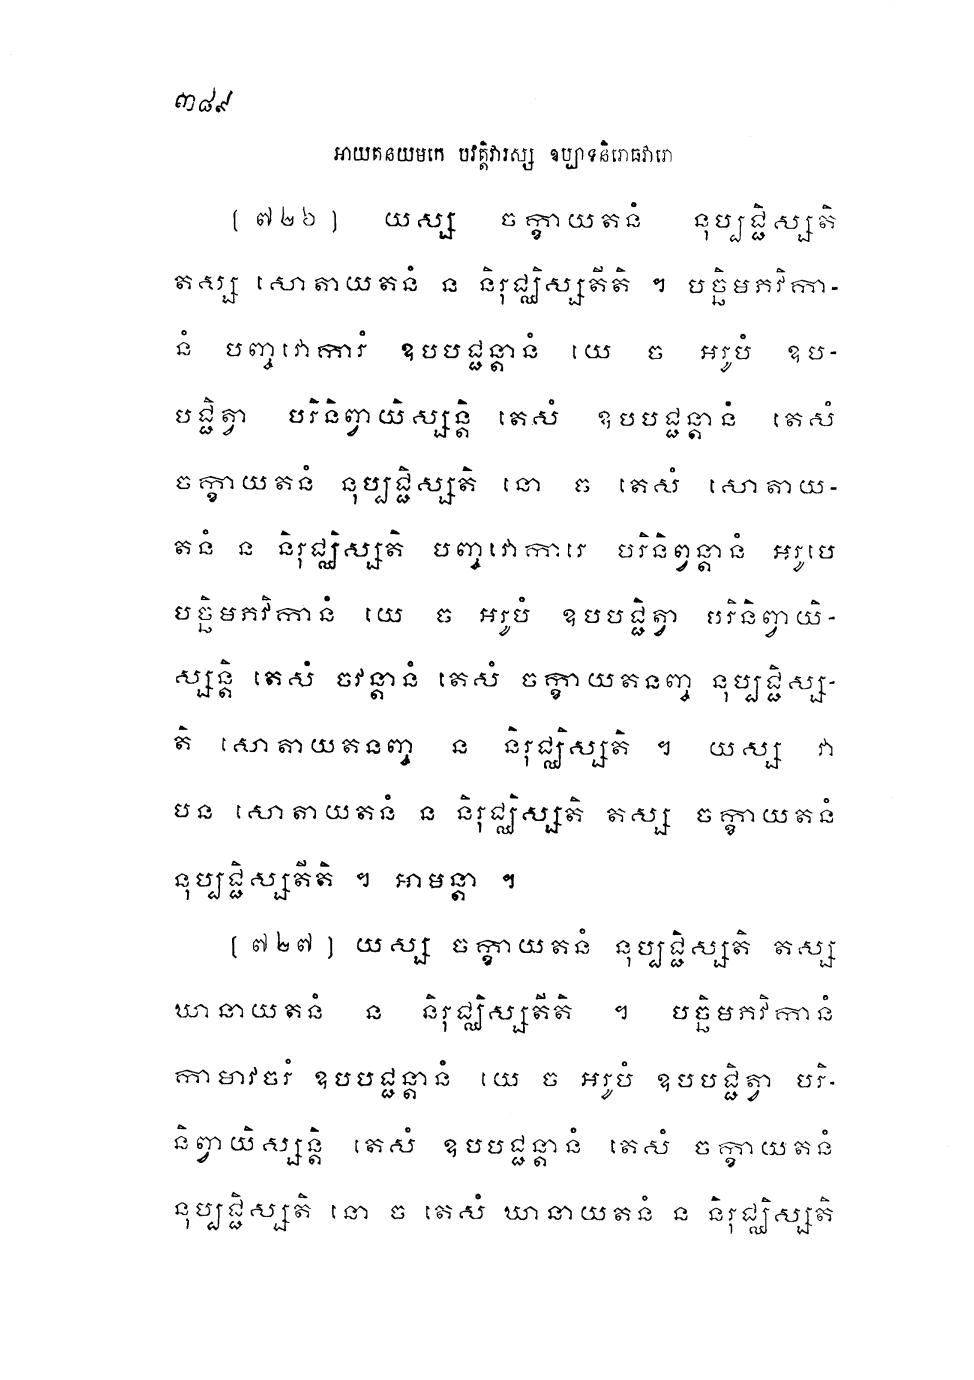 ៣៨៩
អាយតនយមកេ បវត្តិវារស្ស ឧប្បាទនិរោធវារោ
(៧២៦) យស្ស ចក្ខាយតនំ នុប្បជ្ជិស្សតិ
តស្ស សោតាយតនំ ន និរុជ្ឈិស្សតីតិ ។ បច្ឆិមភវិកា-
នំ បញ្ចវោការំ ឧបបជ្ជន្តានំ យេ ច អរូបំ ឧប-
បជ្ជិត្វា បរិនិព្វាយិស្សន្តិ តេសំ ឧបបជ្ជន្តានំ តេសំ
ចក្ខាយតនំ នុប្បជ្ជិស្សតិ នោ ច តេសំ សោតាយ-
តនំ ន និរុជ្ឈិស្សតិ បញ្ចវោការេ បរិនិព្វន្តានំ អរូបេ
បច្ឆិមភវិកានំ យេ ច អរូបំ ឧបបជ្ជិត្វា បរិនិព្វាយិ-
ស្សន្តិ តេសំ ចវន្តានំ តេសំ ចក្ខាយតនញ្ច នុប្បជ្ជិស្ស-
តិ សោតាយតនញ្ច ន និរុជ្ឈិស្សតិ ។ យស្ស វា
បន សោតាយតនំ ន និរុជ្ឈិស្សតិ តស្ស ចក្ខាយតនំ
នុប្បជ្ជិស្សតីតិ ។ អាមន្តា ។
(៧២៧) យស្ស ចក្ខាយតនំ នុប្បជ្ជិស្សតិ តស្ស
ឃានាយតនំ ន និរុជ្ឈិស្សតីតិ ។ បច្ឆិមភវិកានំ
កាមាវចរំ ឧបបជ្ជន្តានំ យេ ច អរូបំ ឧបបជ្ជិត្វា បរិ-
និព្វាយិស្សន្តិ តេសំ ឧបបជ្ជន្តានំ តេសំ ចក្ខាយតនំ
នុប្បជ្ជិស្សតិ នោ ច តេសំ ឃានាយតនំ ន និរុជ្ឈិស្សតិ